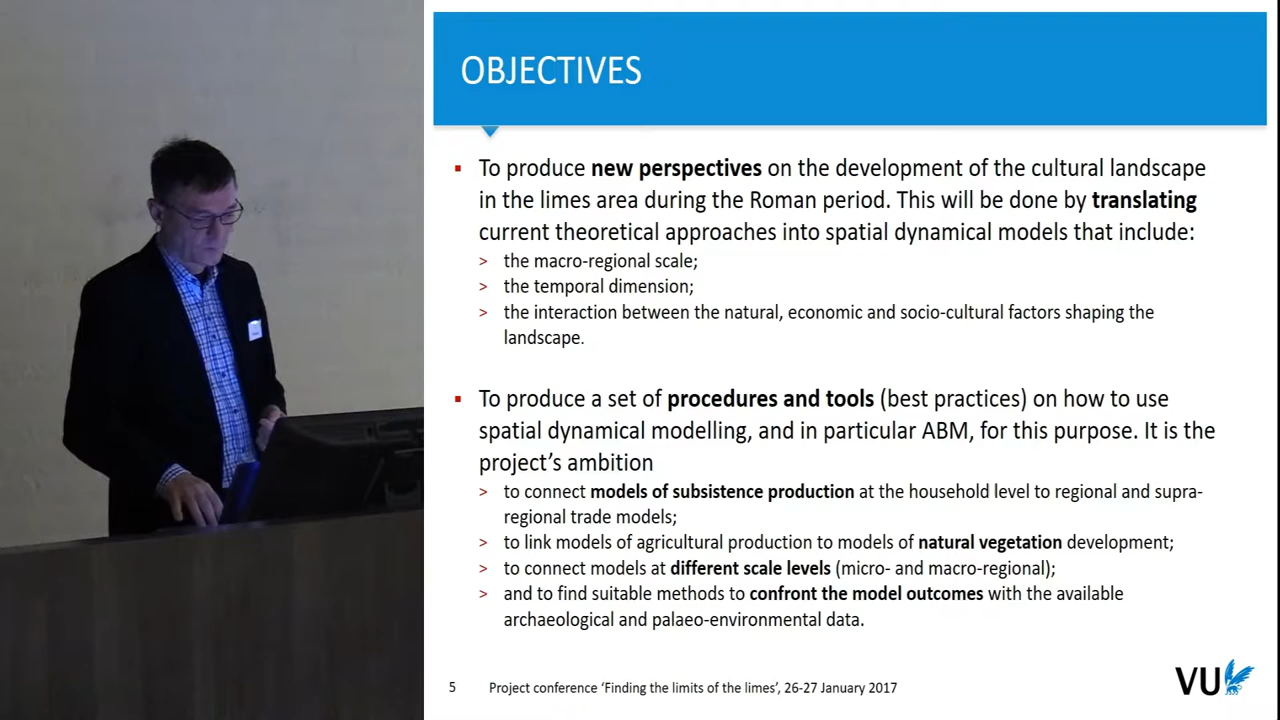 OBJECTIVES
▪ To produce new perspectives on the development of the cultural landscape
in the limes area during the Roman period. This will be done by translating
current theoretical approaches into spatial dynamical models that include:
> the macro-regional scale;
> the temporal dimension;
> the interaction between the natural, economic and socio-cultural factors shaping the
landscape.
▪ To produce a set of procedures and tools (best practices) on how to use
spatial dynamical modelling, and in particular ABM, for this purpose. It is the
project's ambition
> to connect models of subsistence production at the household level to regional and supra-
regional trade models;
> to link models of agricultural production to models of natural vegetation development;
> to connect models at different scale levels (micro- and macro-regional);
> and to find suitable methods to confront the model outcomes with the available
archaeological and palaeo-environmental data.
5 Project conference ‘Finding the limits of the limes’, 26-27 January 2017
VU